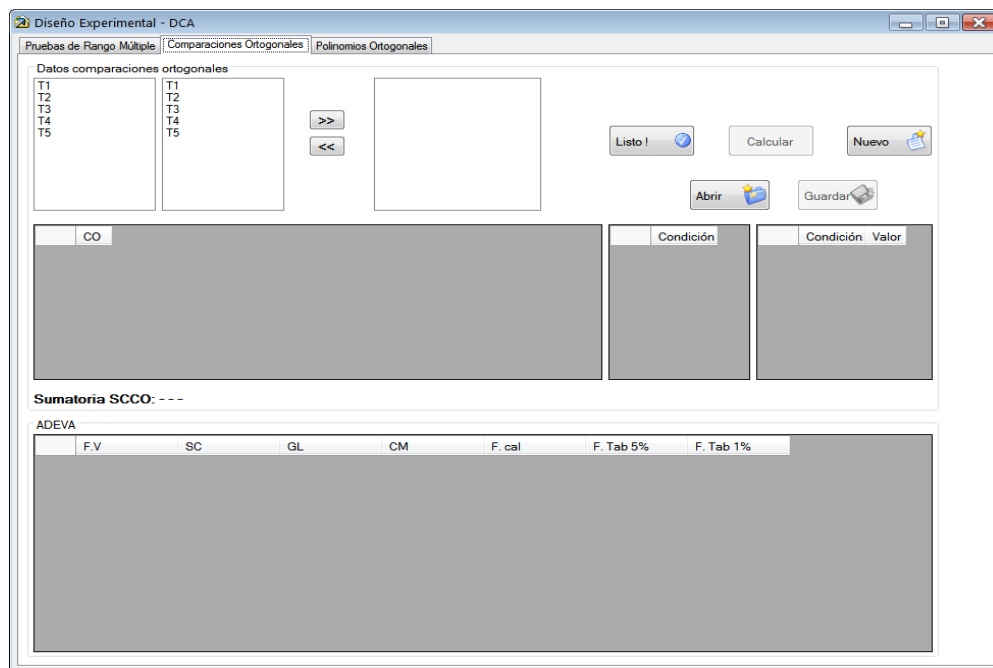 Diseño Experimental - DCA
Pruebas de Rango Múltiple Comparaciones Ortogonales Polinomios Ortogonales
Datos comparaciones ortogonales
T1
T2
T3
T4
T5
T1
T2
T3
T4
T5
>>
<<
Listo ! Calcular Nuevo
Abrir Guardar
CO
Condición
Condición Valor
Sumatoria SCCO: - - -
ADEVA
F.V SC GL CM F. cal F. Tab 5% F. Tab 1%